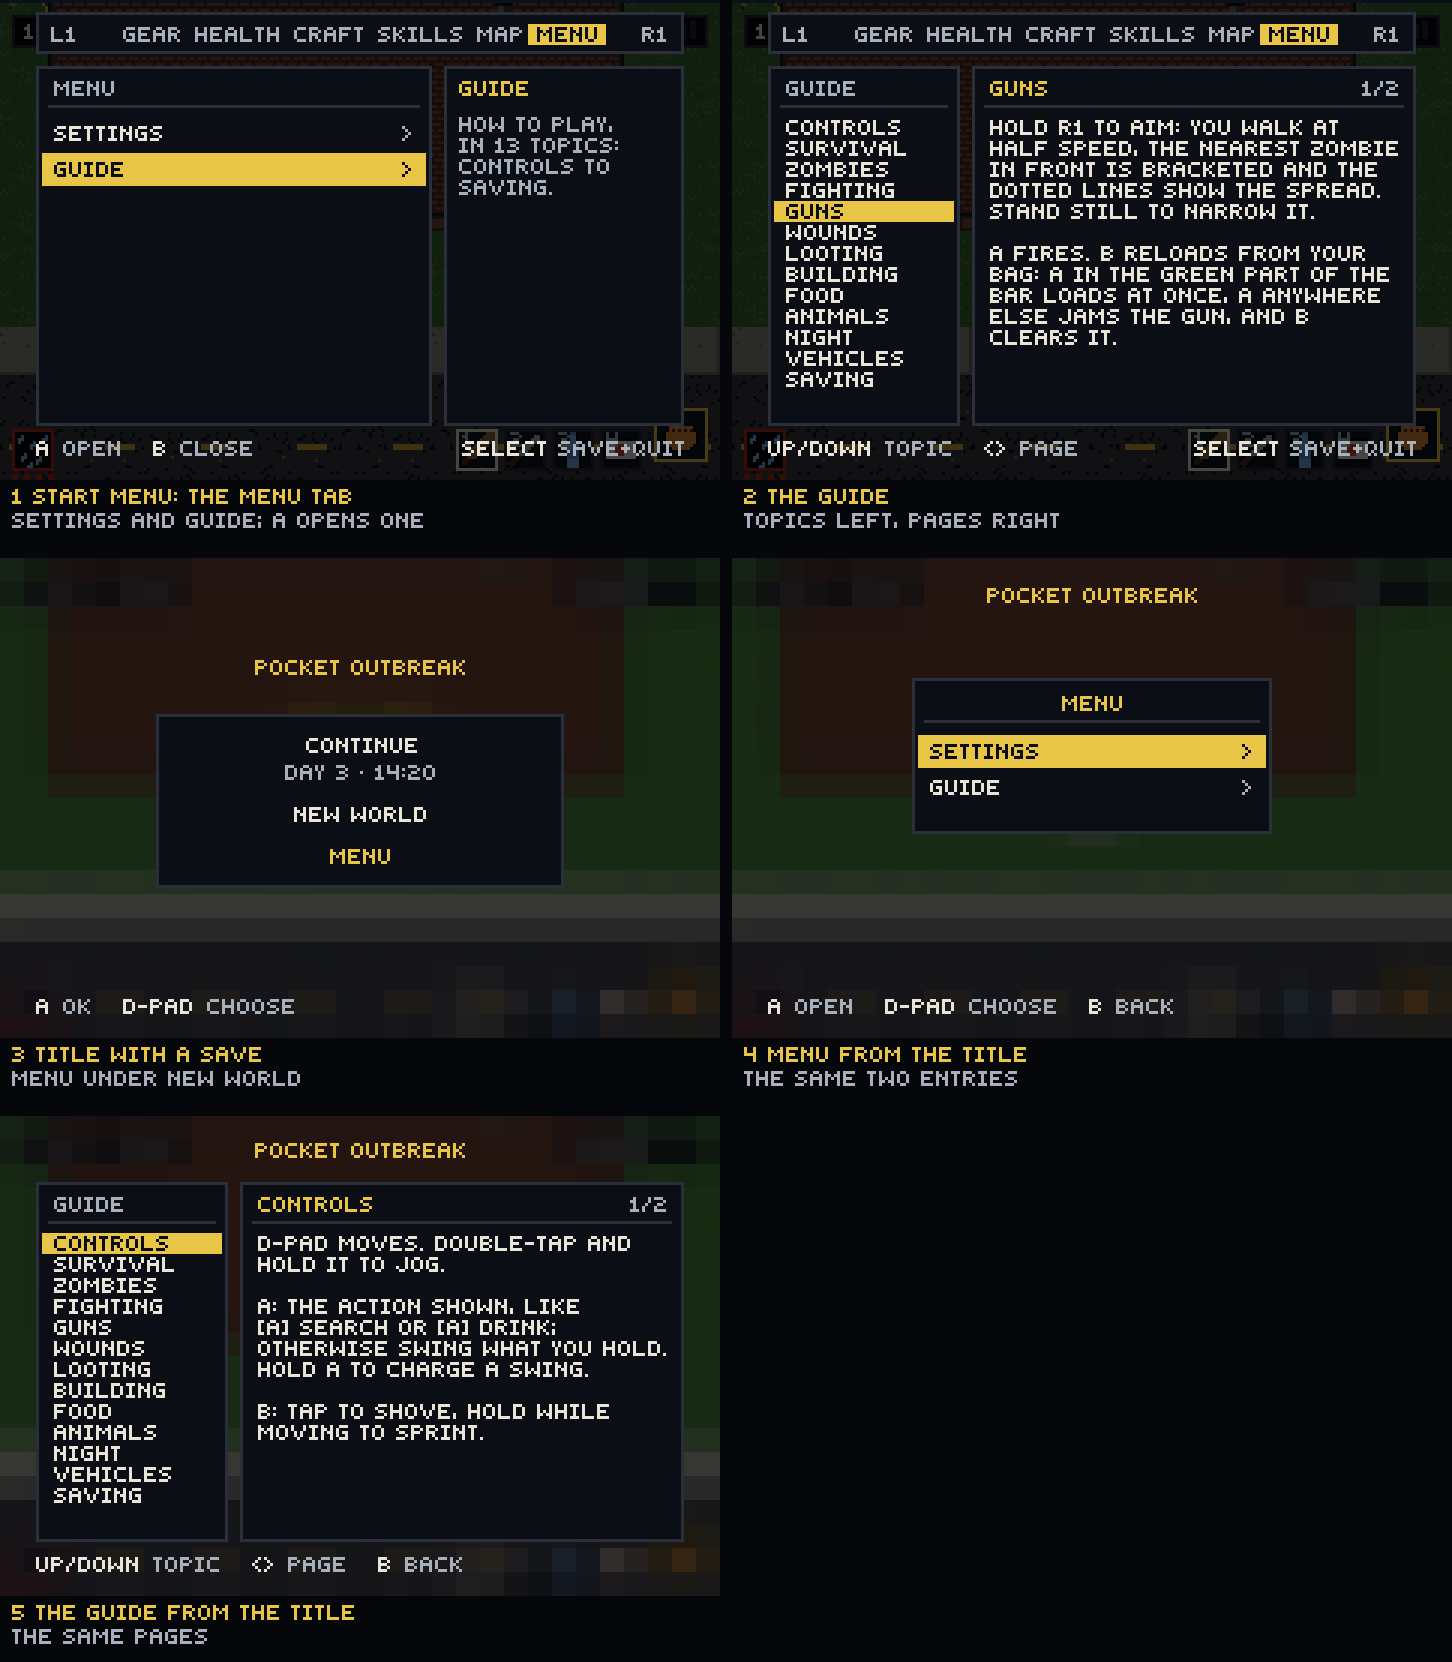 L1 GEAR HEALTH CRAFT SKILLS MAP MENU R1
MENU
SETTINGS >
GUIDE >
GUIDE
HOW TO PLAY,
IN 13 TOPICS:
CONTROLS TO
SAVING.
A OPEN B CLOSE SELECT SAVE+QUIT
1 START MENU: THE MENU TAB
SETTINGS AND GUIDE; A OPENS ONE
L1 GEAR HEALTH CRAFT SKILLS MAP MENU R1
GUIDE
CONTROLS
SURVIVAL
ZOMBIES
FIGHTING
GUNS
WOUNDS
LOOTING
BUILDING
FOOD
ANIMALS
NIGHT
VEHICLES
SAVING
GUNS 1/2
HOLD R1 TO AIM: YOU WALK AT
HALF SPEED, THE NEAREST ZOMBIE
IN FRONT IS BRACKETED AND THE
DOTTED LINES SHOW THE SPREAD.
STAND STILL TO NARROW IT.
A FIRES. B RELOADS FROM YOUR
BAG: A IN THE GREEN PART OF THE
BAR LOADS AT ONCE, A ANYWHERE
ELSE JAMS THE GUN, AND B
CLEARS IT.
UP/DOWN TOPIC <> PAGE SELECT SAVE+QUIT
2 THE GUIDE
TOPICS LEFT, PAGES RIGHT
POCKET OUTBREAK
CONTINUE
DAY 3 · 14:20
NEW WORLD
MENU
A OK D-PAD CHOOSE
3 TITLE WITH A SAVE
MENU UNDER NEW WORLD
POCKET OUTBREAK
MENU
SETTINGS >
GUIDE >
A OPEN D-PAD CHOOSE B BACK
4 MENU FROM THE TITLE
THE SAME TWO ENTRIES
POCKET OUTBREAK
GUIDE
CONTROLS
SURVIVAL
ZOMBIES
FIGHTING
GUNS
WOUNDS
LOOTING
BUILDING
FOOD
ANIMALS
NIGHT
VEHICLES
SAVING
CONTROLS 1/2
D-PAD MOVES. DOUBLE-TAP AND
HOLD IT TO JOG.
A: THE ACTION SHOWN, LIKE
[A] SEARCH OR [A] DRINK;
OTHERWISE SWING WHAT YOU HOLD.
HOLD A TO CHARGE A SWING.
B: TAP TO SHOVE, HOLD WHILE
MOVING TO SPRINT.
UP/DOWN TOPIC <> PAGE B BACK
5 THE GUIDE FROM THE TITLE
THE SAME PAGES